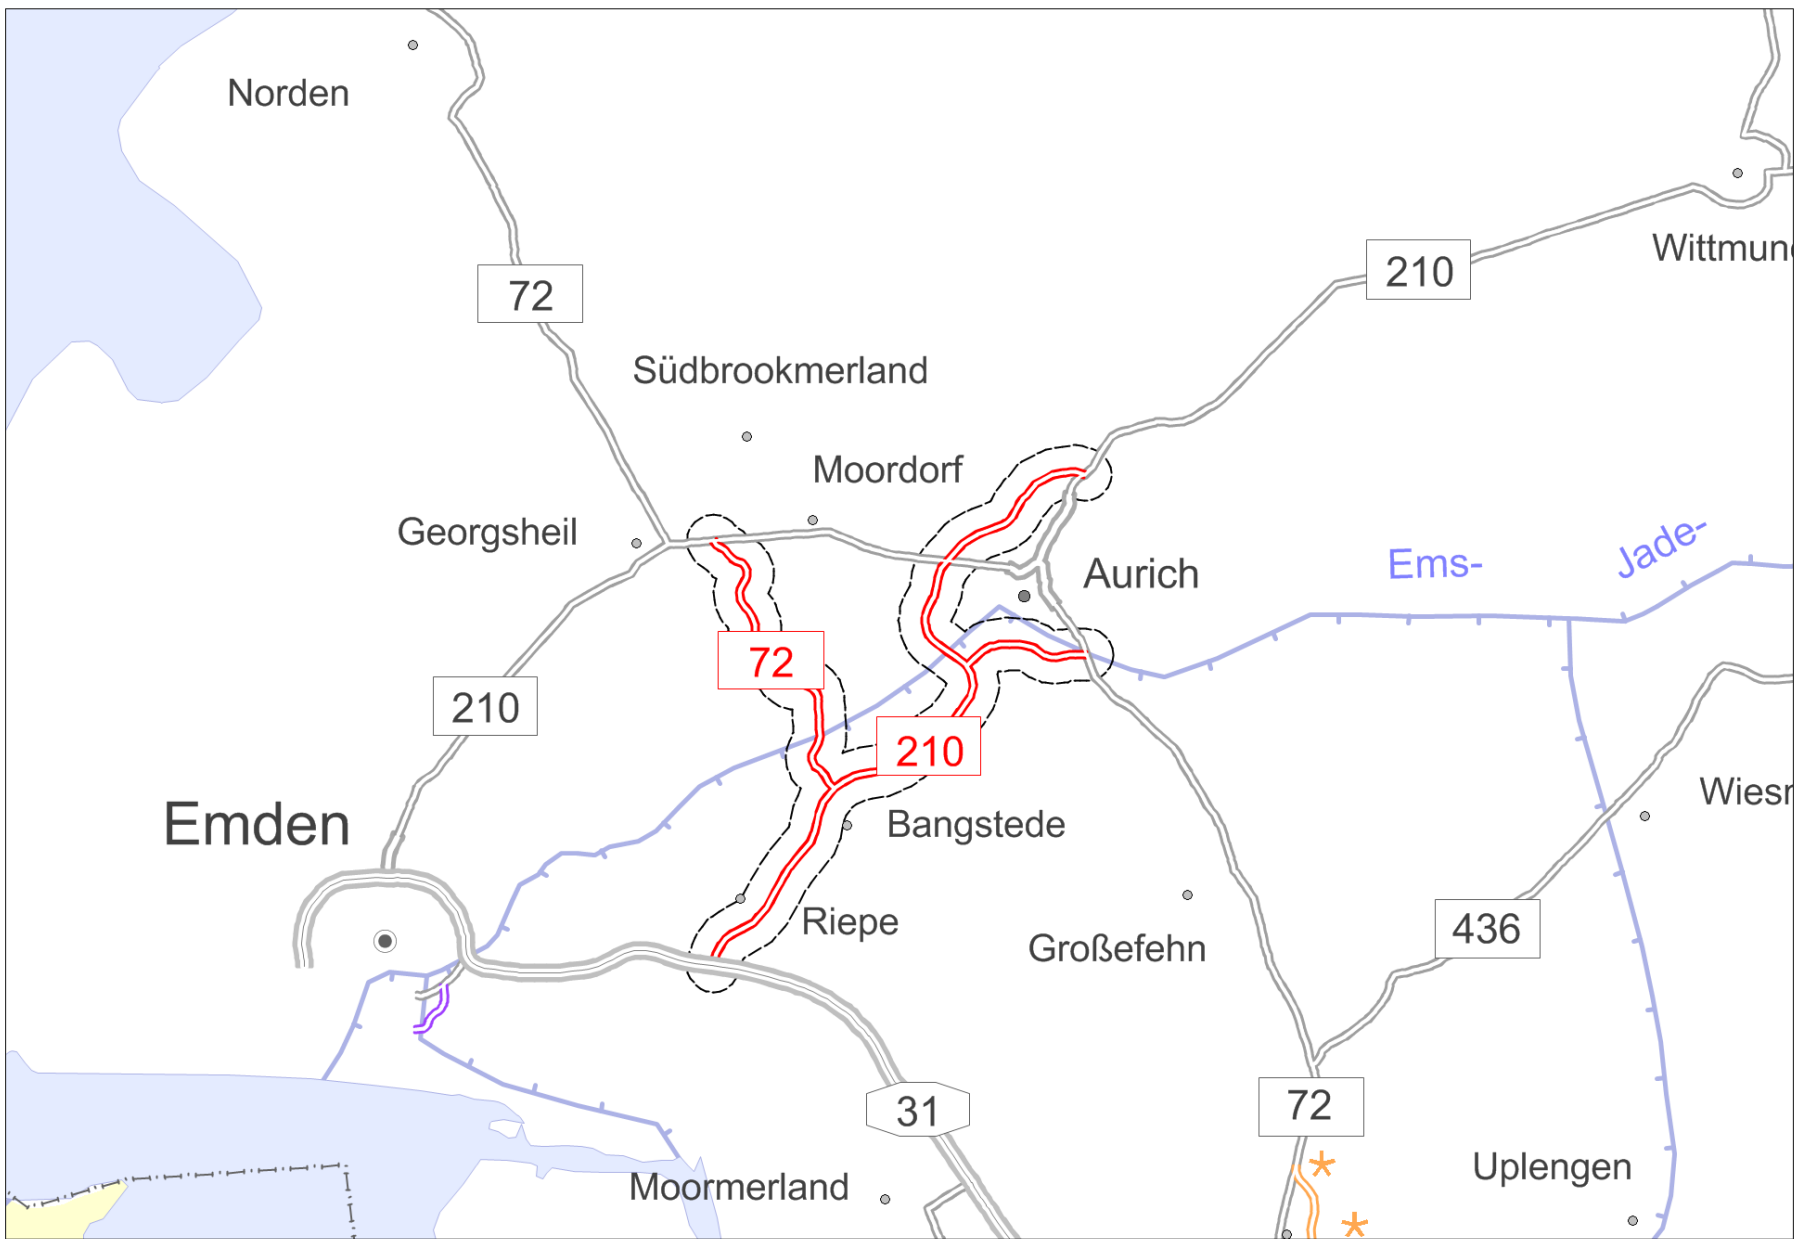 Norden
Wittmun
210
72
Südbrookmerland
Moordorf
Georgsheil
Jade-
Ems-
Aurich
72
210
210
Wiesr
Emden
Bangstede
Riepe
436
Großefehn
31
72
Uplengen
Moormerland